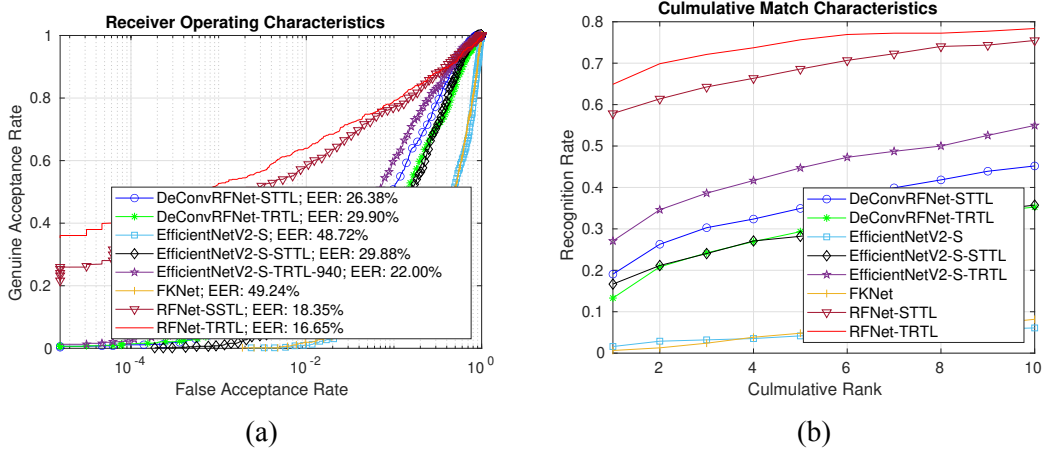 Receiver Operating Characteristics
Genuine Acceptance Rate
1
0.8
0.6
0.4
0.2
0
DeConvRFNet-STTL; EER: 26.38%
DeConvRFNet-TRTL; EER: 29.90%
EfficientNetV2-S; EER: 48.72%
EfficientNetV2-S-STTL; EER: 29.88%
EfficientNetV2-S-TRTL-940; EER: 22.00%
FKNet; EER: 49.24%
RFNet-SSTL; EER: 18.35%
RFNet-TRTL; EER: 16.65%
10^-4
10^-2
10^0
False Acceptance Rate
(a)
Culmulative Match Characteristics
Recognition Rate
0.9
0.8
0.7
0.6
0.5
0.4
0.3
0.2
0.1
0
DeConvRFNet-STTL
DeConvRFNet-TRTL
EfficientNetV2-S
EfficientNetV2-S-STTL
EfficientNetV2-S-TRTL
FKNet
RFNet-STTL
RFNet-TRTL
2
4
6
8
10
Culmulative Rank
(b)